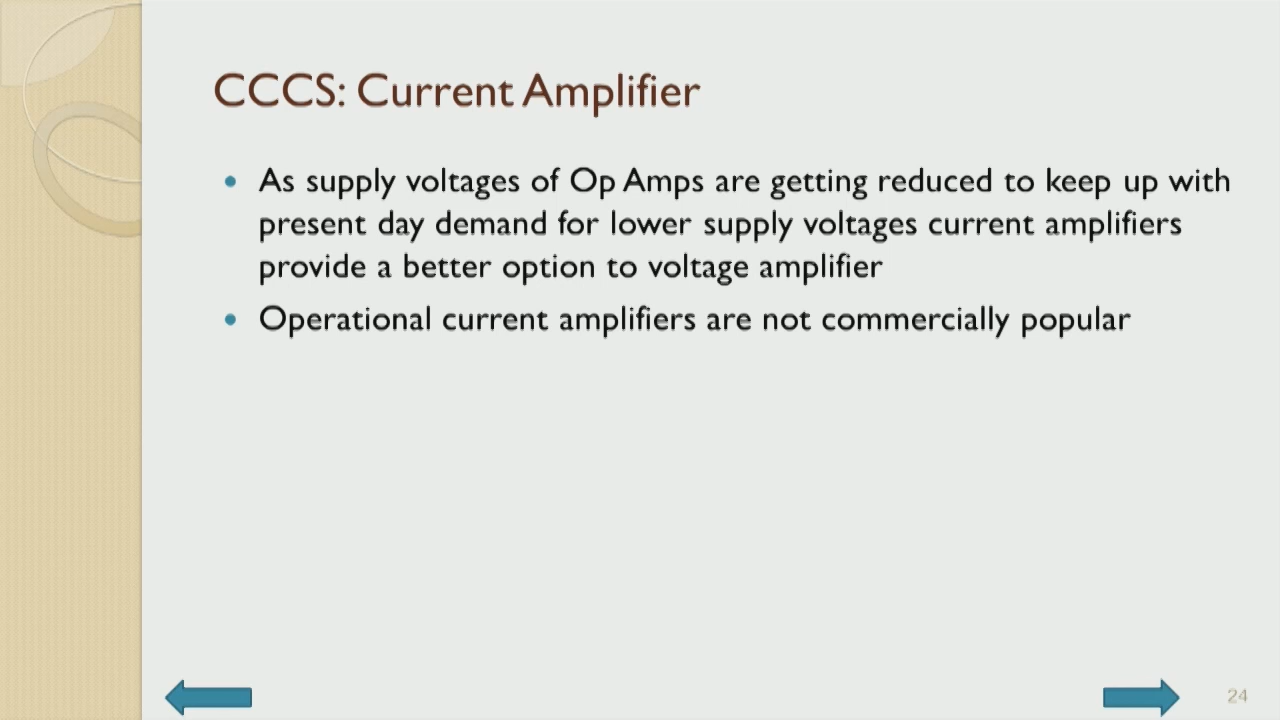 CCCS: Current Amplifier
• As supply voltages of Op Amps are getting reduced to keep up with
present day demand for lower supply voltages current amplifiers
provide a better option to voltage amplifier
• Operational current amplifiers are not commercially popular
24